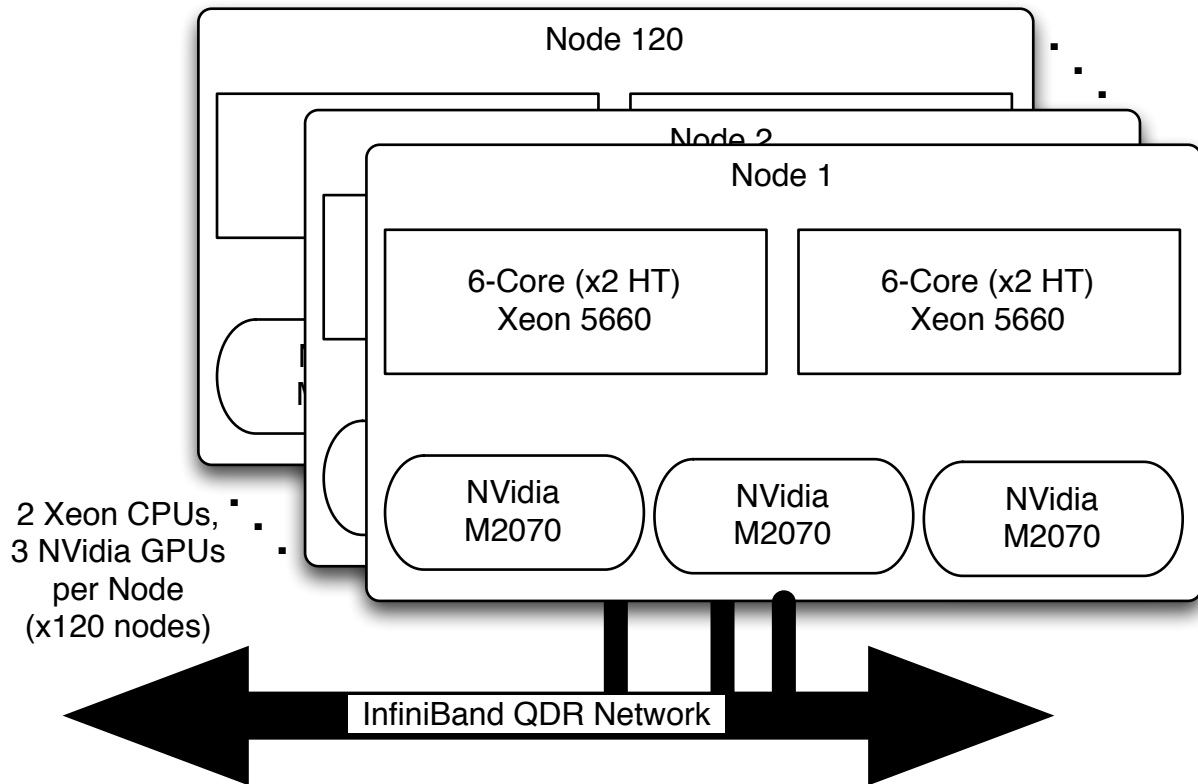 Node 120
Node 2
Node 1
6-Core (x2 HT)
Xeon 5660
6-Core (x2 HT)
Xeon 5660
NVidia
M2070
NVidia
M2070
NVidia
M2070
2 Xeon CPUs,
3 NVidia GPUs
per Node
(x120 nodes)
InfiniBand QDR Network